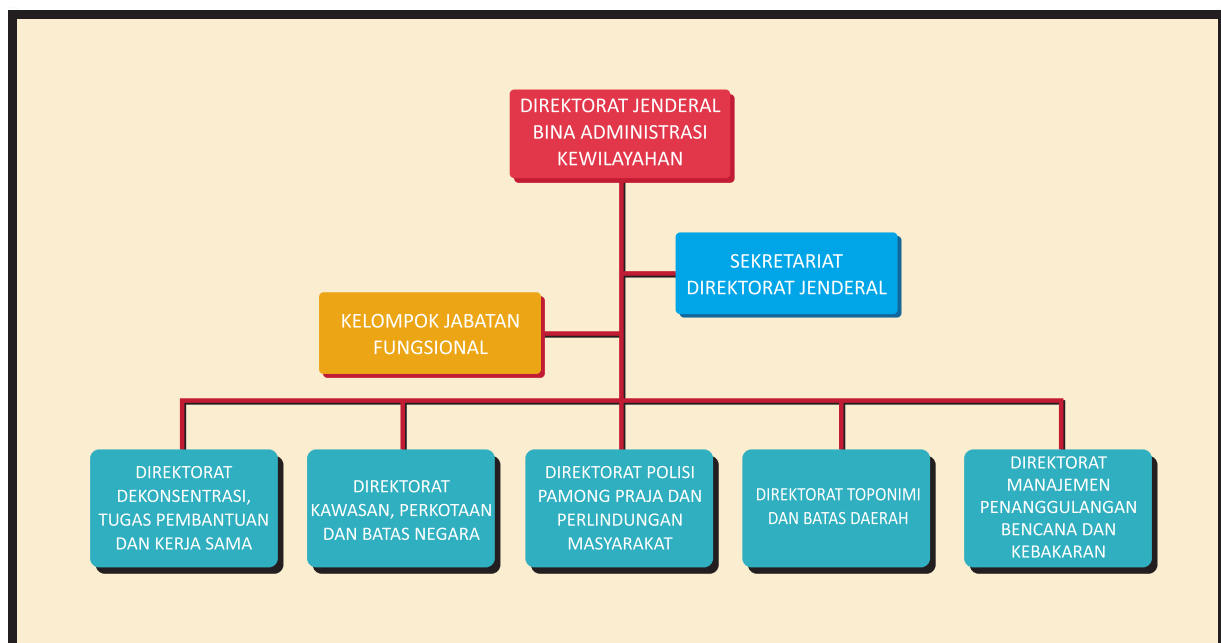 DIREKTORAT JENDERAL
BINA ADMINISTRASI
KEWILAYAHAN
SEKRETARIAT
DIREKTORAT JENDERAL
KELOMPOK JABATAN
FUNGSIONAL
DIREKTORAT
DEKONSENTRASI,
TUGAS PEMBANTUAN
DAN KERJA SAMA
DIREKTORAT
KAWASAN, PERKOTAAN
DAN BATAS NEGARA
DIREKTORAT POLISI
PAMONG PRAJA DAN
PERLINDUNGAN
MASYARAKAT
DIREKTORAT TOPONIMI
DAN BATAS DAERAH
DIREKTORAT
MANAJEMEN
PENANGGULANGAN
BENCANA DAN
KEBAKARAN